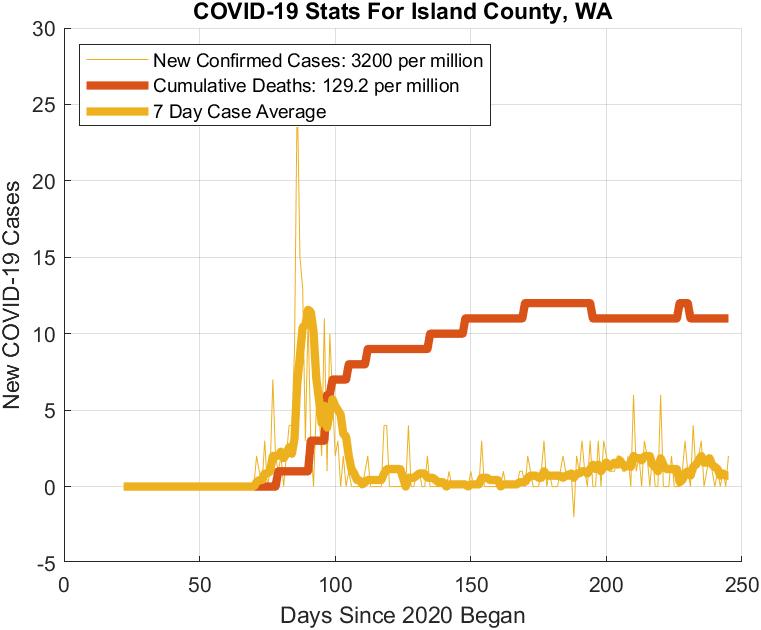 COVID-19 Stats For Island County, WA
New Confirmed Cases: 3200 per million
Cumulative Deaths: 129.2 per million
7 Day Case Average
New COVID-19 Cases
30
25
20
15
10
5
0
-5
0 50 100 150 200 250
Days Since 2020 Began